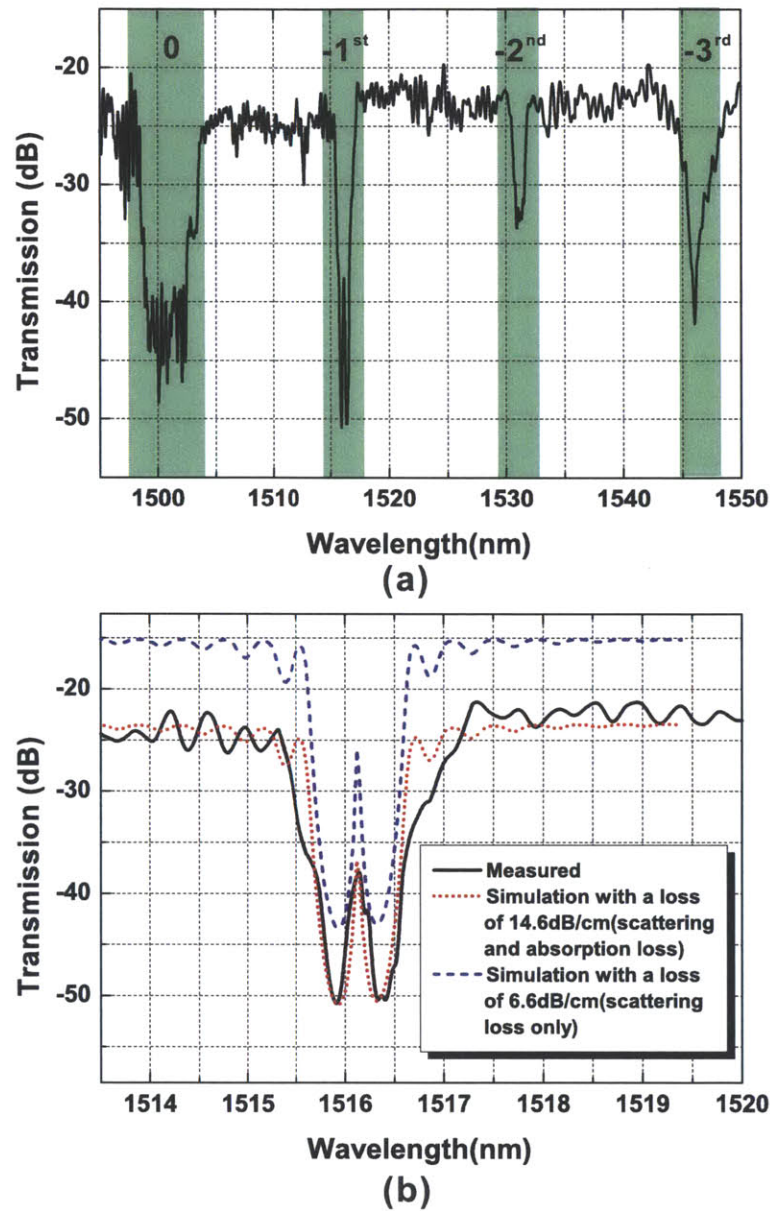 0 -1st -2nd -3rd
-20
-30
-40
-50
Transmission (dB)
1500 1510 1520 1530 1540 1550
Wavelength(nm)
(a)
-20
-30
-40
-50
Transmission (dB)
Measured
Simulation with a loss
of 14.6dB/cm(scattering
and absorption loss)
Simulation with a loss
of 6.6dB/cm(scattering
loss only)
1514 1515 1516 1517 1518 1519 1520
Wavelength(nm)
(b)